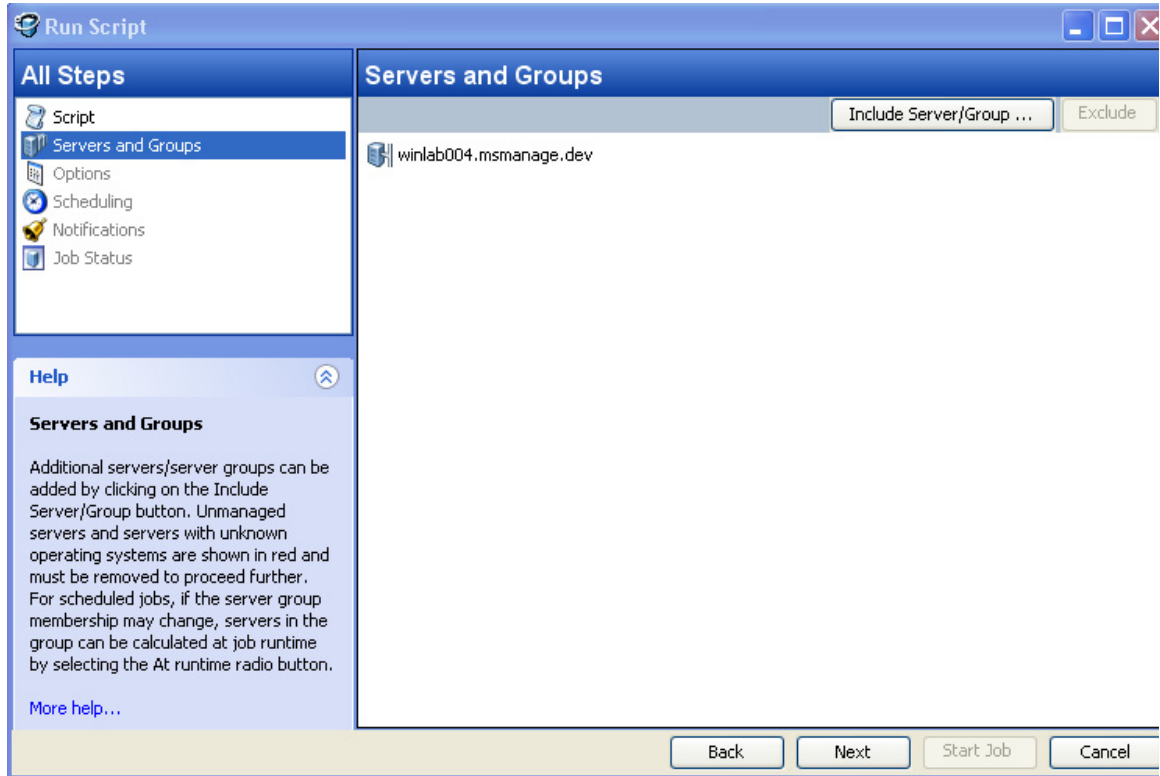 Run Script
All Steps
Script
Servers and Groups
Options
Scheduling
Notifications
Job Status
Help
Servers and Groups
Additional servers/server groups can be
added by clicking on the Include
Server/Group button. Unmanaged
servers and servers with unknown
operating systems are shown in red and
must be removed to proceed further.
For scheduled jobs, if the server group
membership may change, servers in the
group can be calculated at job runtime
by selecting the At runtime radio button.
More help...
Servers and Groups
Include Server/Group ... Exclude
winlab004.msmanage.dev
Back Next Start Job Cancel